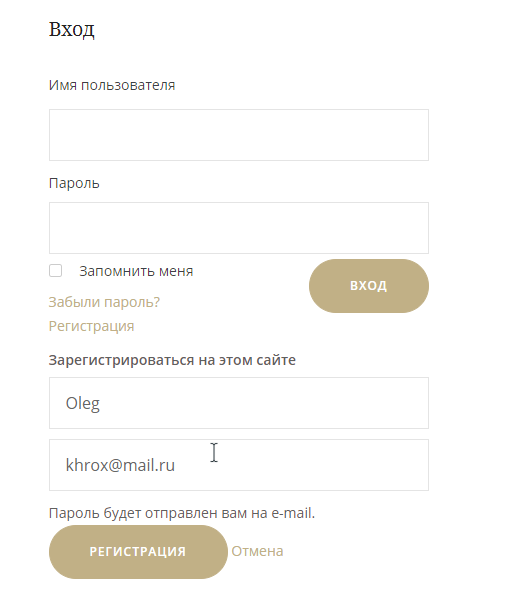 Вход
Имя пользователя
Пароль
Запомнить меня
ВХОД
Забыли пароль?
Регистрация
Зарегистрироваться на этом сайте
Oleg
khrox@mail.ru
Пароль будет отправлен вам на e-mail.
РЕГИСТРАЦИЯ Отмена